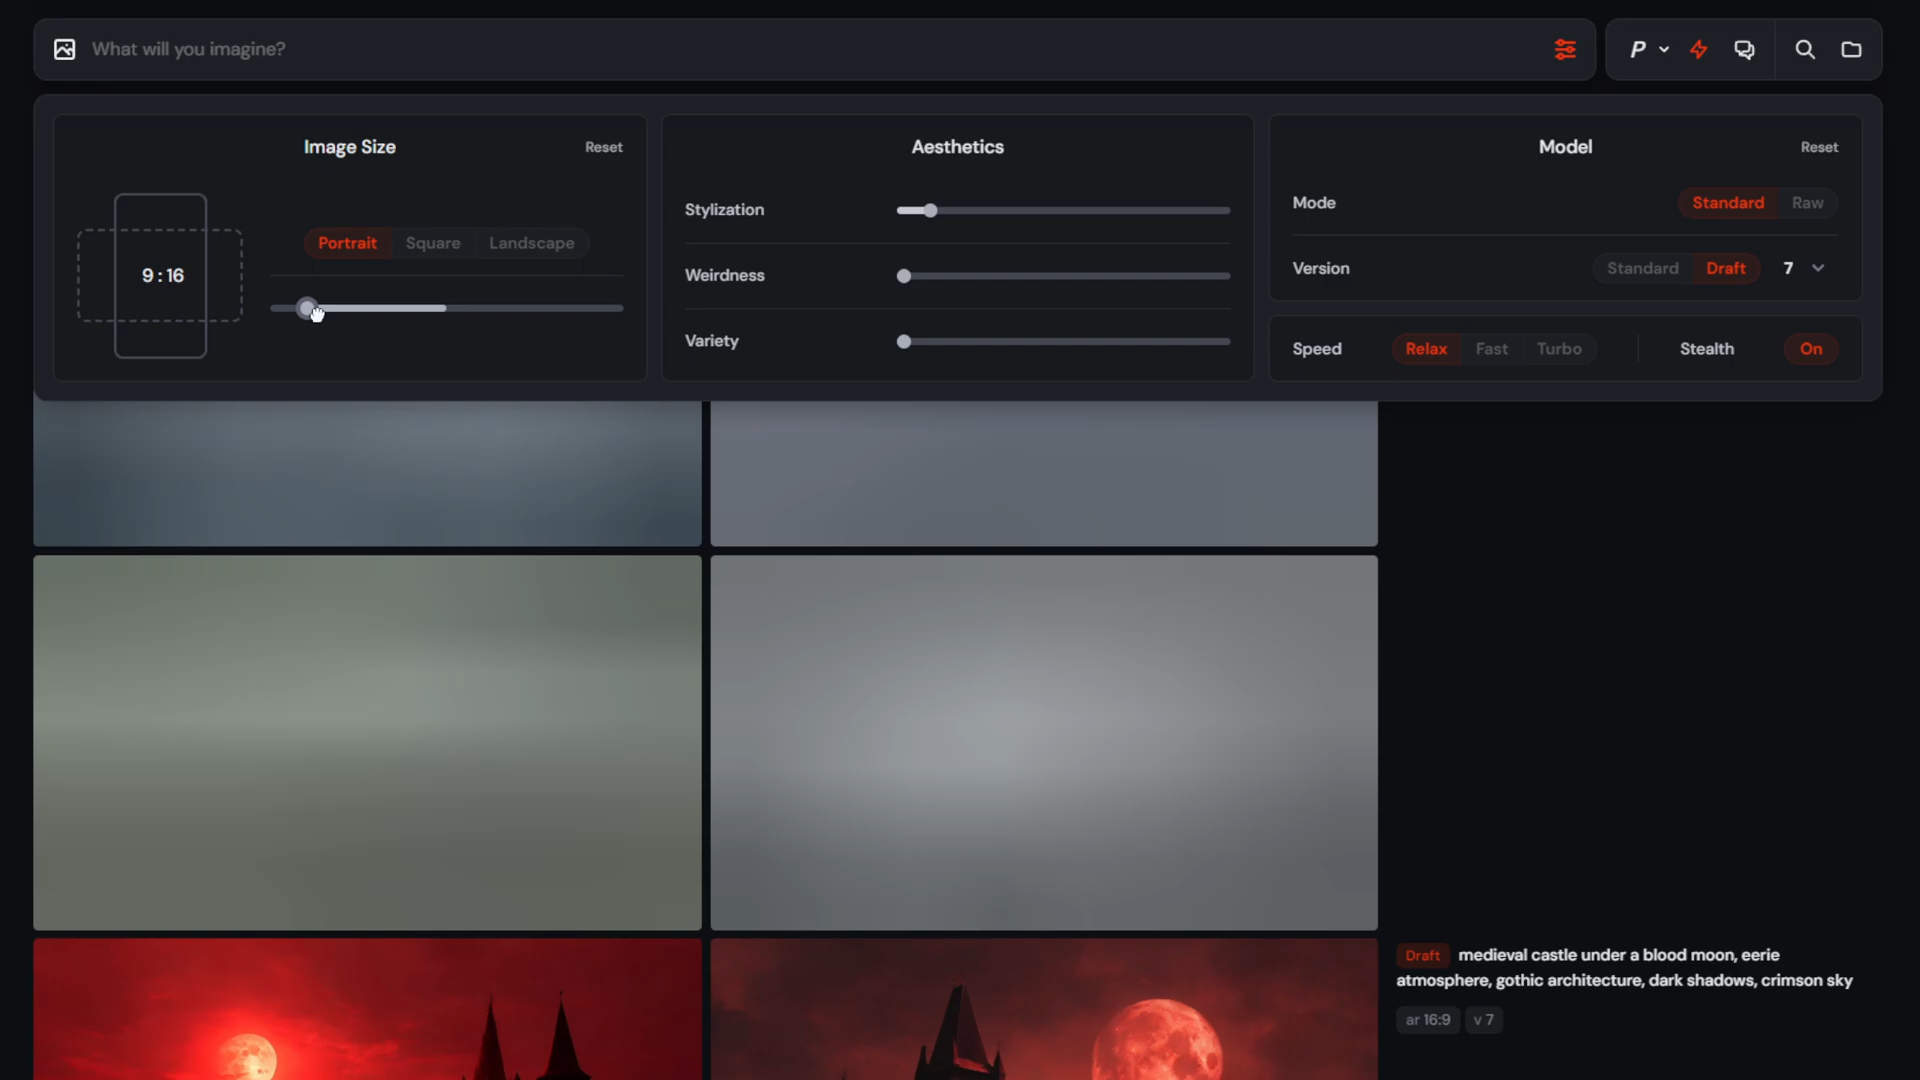 What will you imagine?
P
Image Size
Reset
9 : 16
Portrait
Square
Landscape
Aesthetics
Stylization
Weirdness
Variety
Model
Reset
Mode
Standard
Raw
Version
Standard
Draft
7
Speed
Relax
Fast
Turbo
Stealth
On
Draft medieval castle under a blood moon, eerie
atmosphere, gothic architecture, dark shadows, crimson sky
ar 16:9
v 7